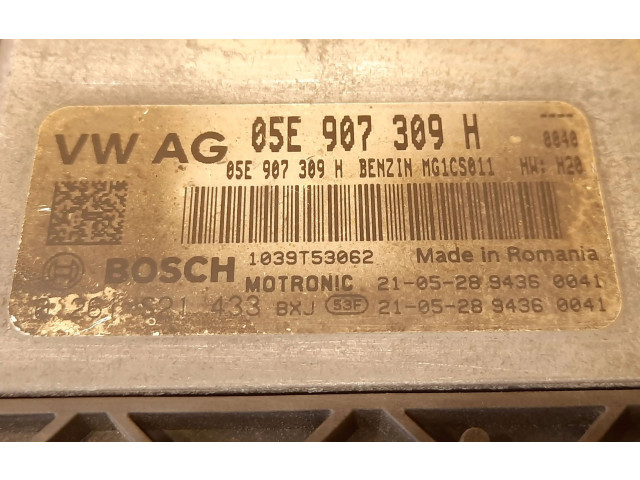 VW AG 05E 907 309 H
05E 907 309 H BENZIN MG1CS011 HW: H20
BOSCH 1039T53062 Made in Romania
MOTRONIC 21-05-28 9436 0041
433 BXJ 53F 21-05-28 9436 0041